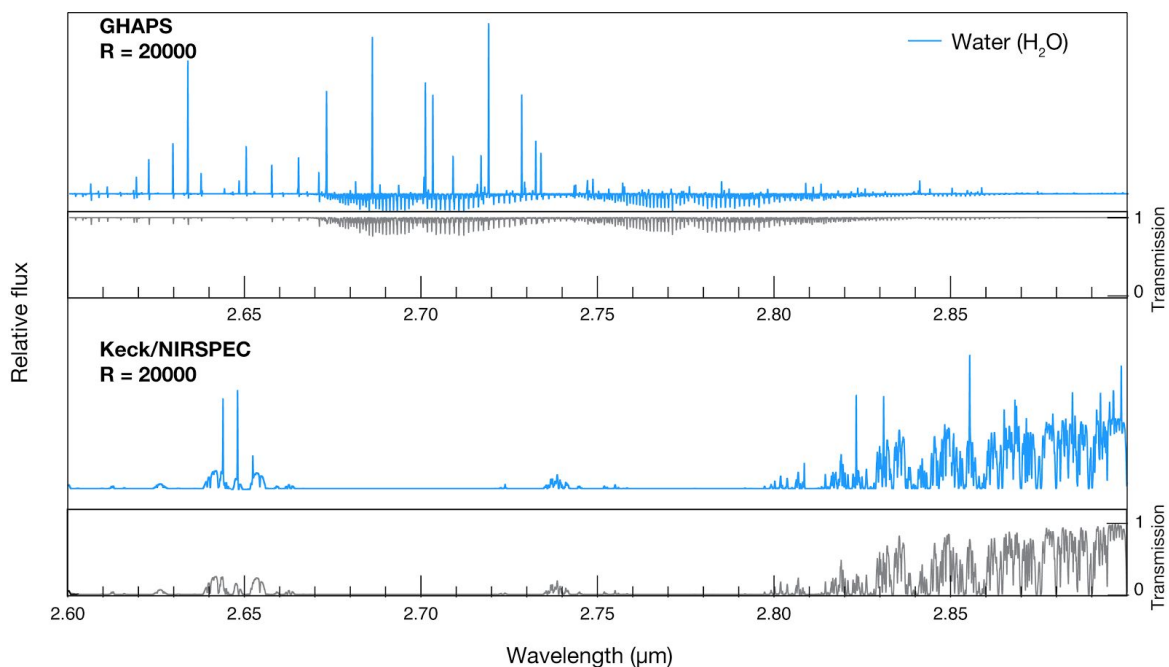 GHAPS
R = 20000
Water (H₂O)
1
0
Transmission
2.65 2.70 2.75 2.80 2.85
Relative flux
Keck/NIRSPEC
R = 20000
1
0
Transmission
2.60 2.65 2.70 2.75 2.80 2.85
Wavelength (µm)